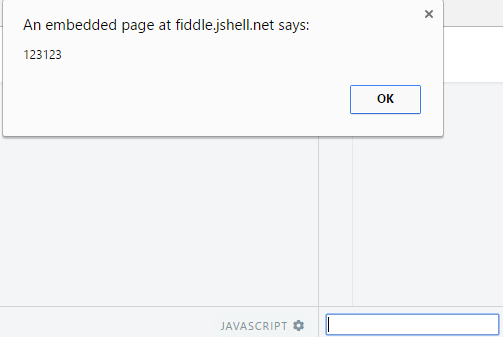 An embedded page at fiddle.jshell.net says:
123123
OK
JAVASCRIPT